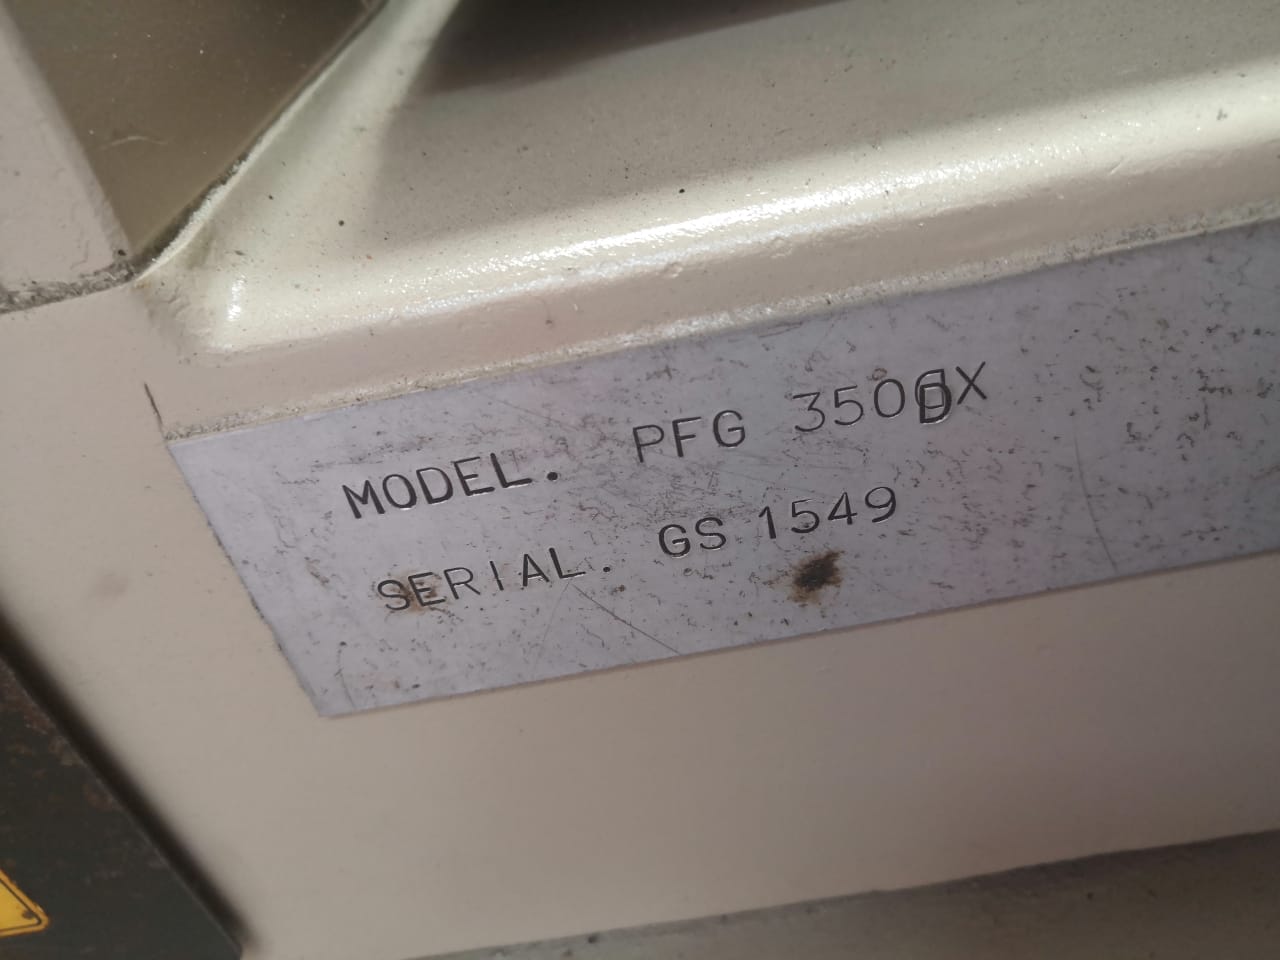 MODEL. PFG
SERIAL. GS 1549